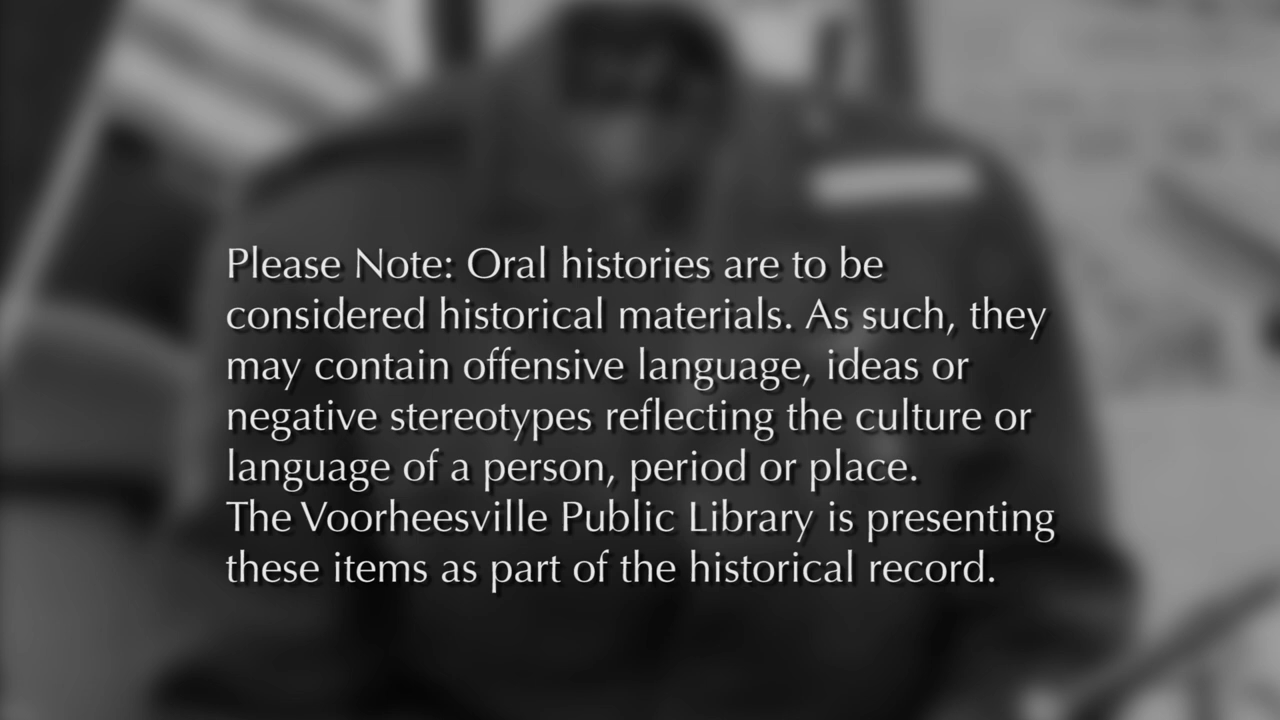 Please Note: Oral histories are to be
considered historical materials. As such, they
may contain offensive language, ideas or
negative stereotypes reflecting the culture or
language of a person, period or place.
The Voorheesville Public Library is presenting
these items as part of the historical record.